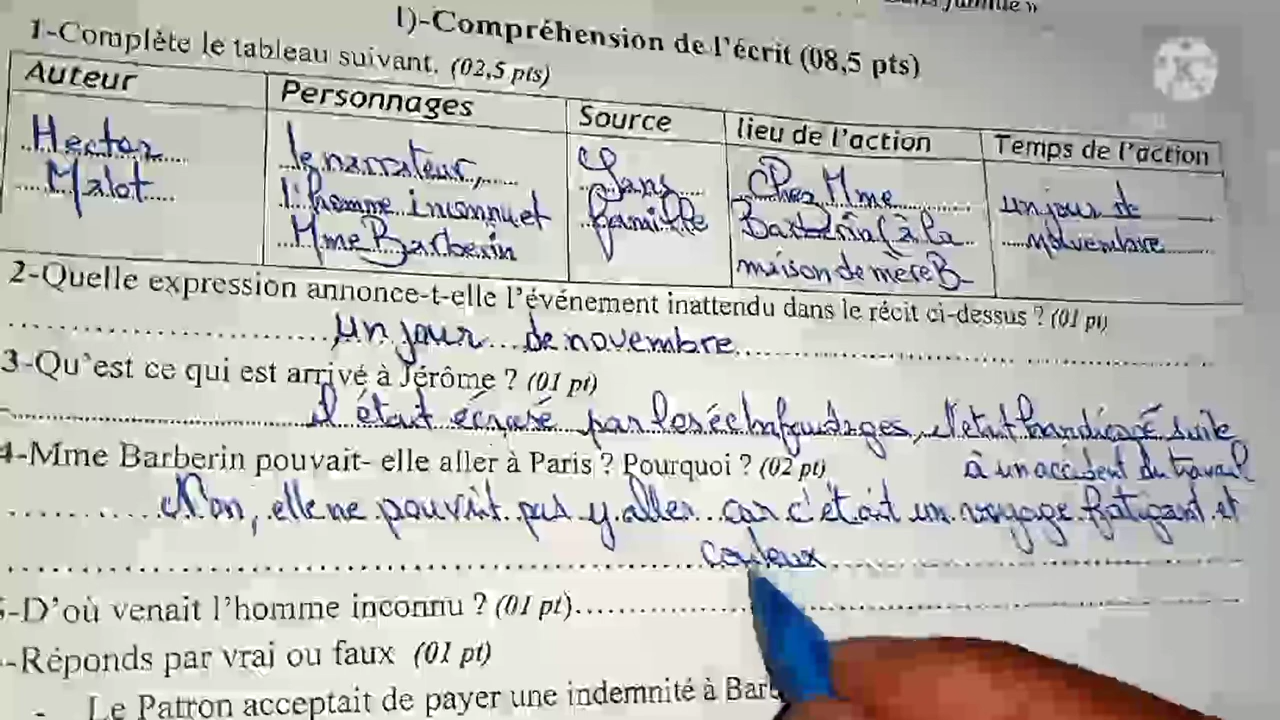 famille »
I)-Compréhension de l'écrit (08,5 pts)
1-Complète le tableau suivant. (02,5 pts)
Auteur Personnages Source lieu de l'action Temps de l'action
Hector le narrateur, Sans Chez Mme un jour de
Malot l'homme inconnu et famille Barberin (à la novembre
Mme Barberin maison de mère B-
2-Quelle expression annonce-t-elle l'événement inattendu dans le récit ci-dessus ? (01 pt)
un jour de novembre
3-Qu'est ce qui est arrivé à Jérôme ? (01 pt)
Il était écrasé par les échafaudages, il était handicapé suite
à un accident du travail
4-Mme Barberin pouvait- elle aller à Paris ? Pourquoi ? (02 pt)
Non, elle ne pouvait pas y aller car c'était un voyage fatigant et
couteux
-D'où venait l'homme inconnu ? (01 pt)
-Réponds par vrai ou faux (01 pt)
- Le Patron acceptait de payer une indemnité à Bar